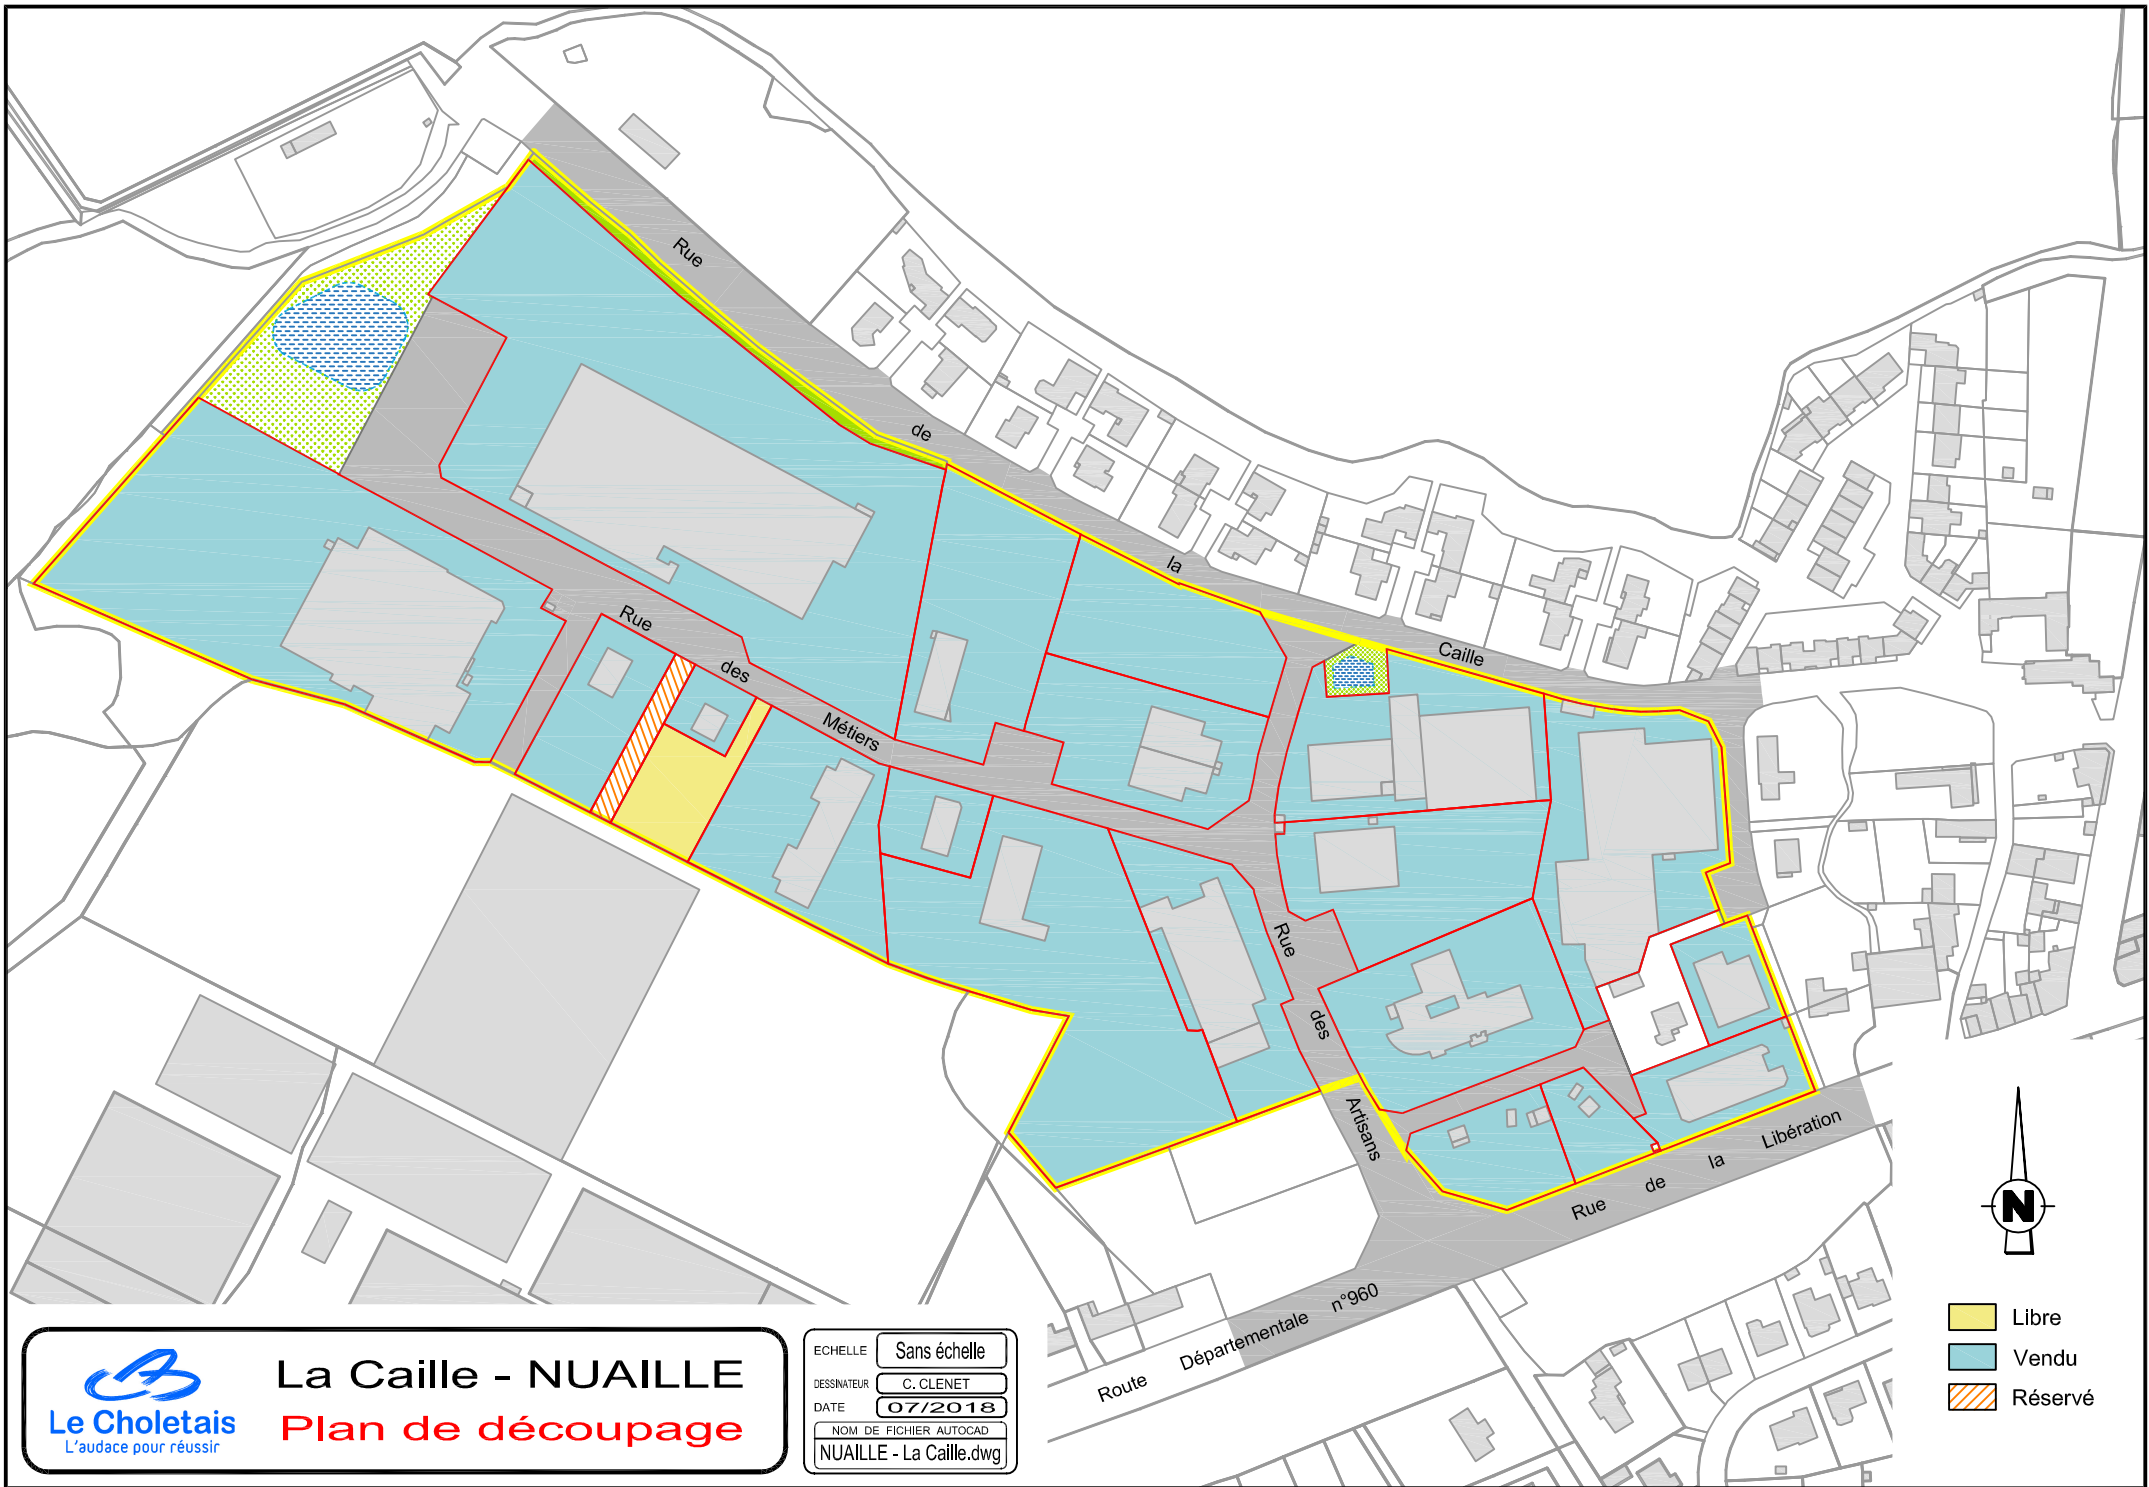 Rue de la Caille
Rue des Métiers
Rue des Artisans
Rue de la Libération
Route Départementale n°960
N
Libre
Vendu
Réservé
Le Choletais
L'audace pour réussir
La Caille - NUAILLE
Plan de découpage
ECHELLE Sans échelle
DESSINATEUR C. CLENET
DATE 07/2018
NOM DE FICHIER AUTOCAD
NUAILLE - La Caille.dwg